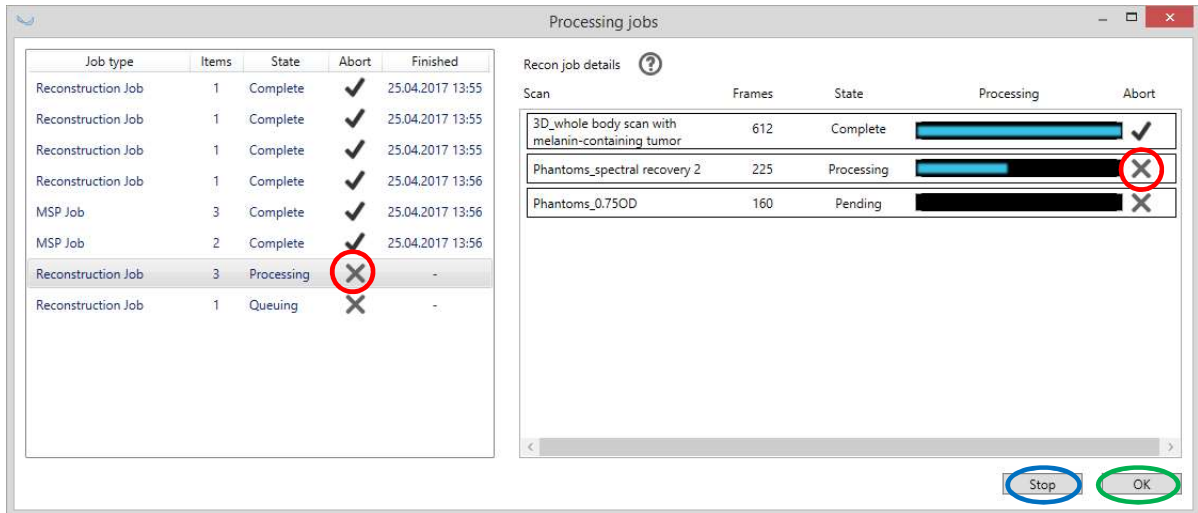 Processing jobs
Job type Items State Abort Finished
Reconstruction Job 1 Complete 25.04.2017 13:55
Reconstruction Job 1 Complete 25.04.2017 13:55
Reconstruction Job 1 Complete 25.04.2017 13:55
Reconstruction Job 1 Complete 25.04.2017 13:56
MSP Job 3 Complete 25.04.2017 13:56
MSP Job 2 Complete 25.04.2017 13:56
Reconstruction Job 3 Processing -
Reconstruction Job 1 Queuing -
Recon job details ?
Scan Frames State Processing Abort
3D_whole body scan with
melanin-containing tumor 612 Complete
Phantoms_spectral recovery 2 225 Processing
Phantoms_0.75OD 160 Pending
Stop OK